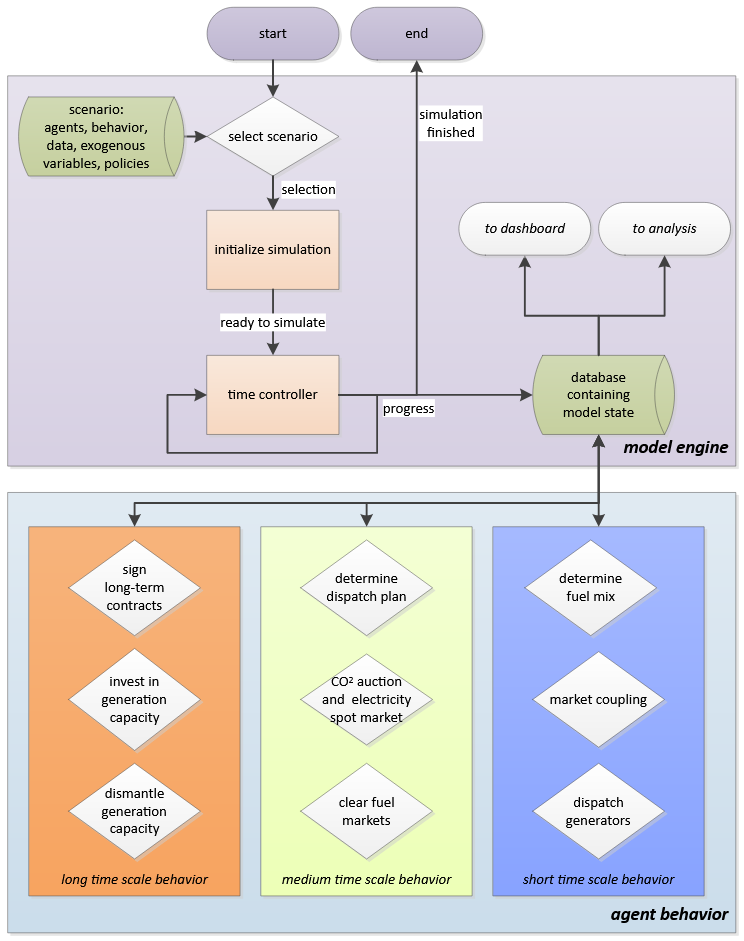 start
end
scenario:
agents, behavior,
data, exogenous
variables, policies
select scenario
simulation
finished
selection
initialize simulation
to dashboard
to analysis
ready to simulate
time controller
progress
database
containing
model state
model engine
sign
long-term
contracts
invest in
generation
capacity
dismantle
generation
capacity
long time scale behavior
determine
dispatch plan
CO² auction
and electricity
spot market
clear fuel
markets
medium time scale behavior
determine
fuel mix
market coupling
dispatch
generators
short time scale behavior
agent behavior